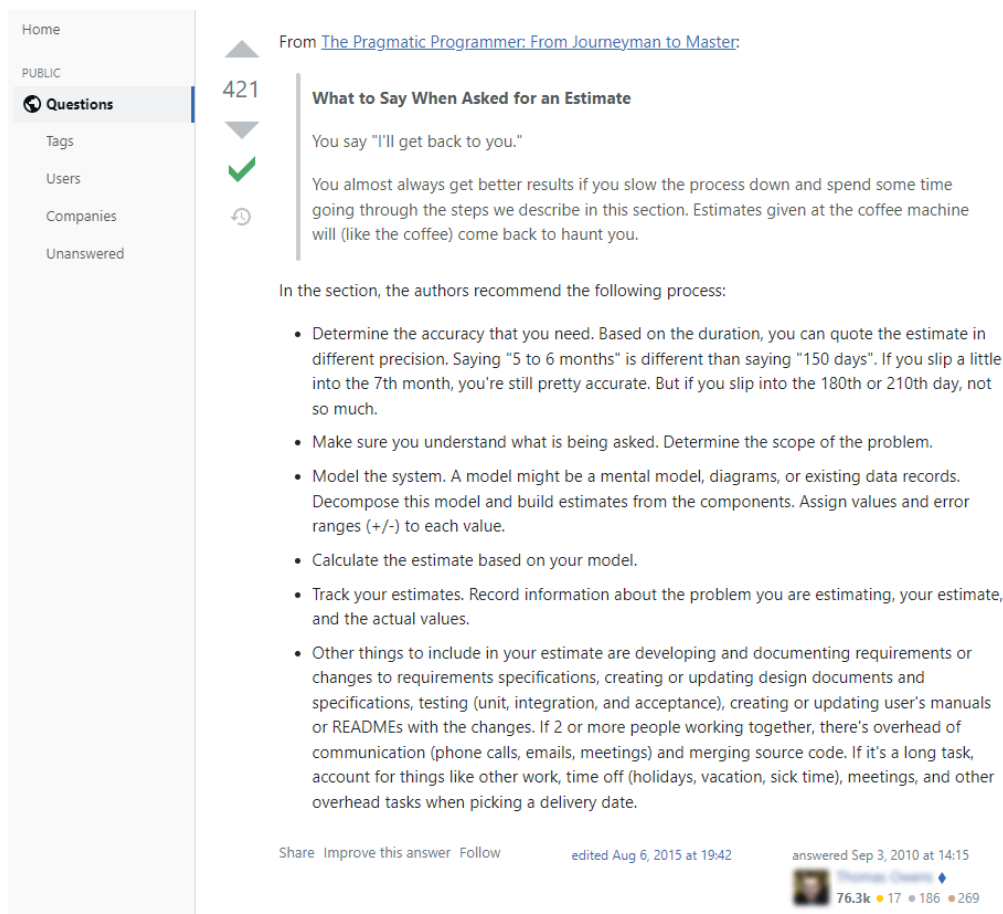 Home
PUBLIC
Questions
Tags
Users
Companies
Unanswered
421
From The Pragmatic Programmer: From Journeyman to Master:
What to Say When Asked for an Estimate
You say "I'll get back to you."
You almost always get better results if you slow the process down and spend some time
going through the steps we describe in this section. Estimates given at the coffee machine
will (like the coffee) come back to haunt you.
In the section, the authors recommend the following process:
• Determine the accuracy that you need. Based on the duration, you can quote the estimate in
different precision. Saying "5 to 6 months" is different than saying "150 days". If you slip a little
into the 7th month, you're still pretty accurate. But if you slip into the 180th or 210th day, not
so much.
• Make sure you understand what is being asked. Determine the scope of the problem.
• Model the system. A model might be a mental model, diagrams, or existing data records.
Decompose this model and build estimates from the components. Assign values and error
ranges (+/-) to each value.
• Calculate the estimate based on your model.
• Track your estimates. Record information about the problem you are estimating, your estimate,
and the actual values.
• Other things to include in your estimate are developing and documenting requirements or
changes to requirements specifications, creating or updating design documents and
specifications, testing (unit, integration, and acceptance), creating or updating user's manuals
or READMEs with the changes. If 2 or more people working together, there's overhead of
communication (phone calls, emails, meetings) and merging source code. If it's a long task,
account for things like other work, time off (holidays, vacation, sick time), meetings, and other
overhead tasks when picking a delivery date.
Share Improve this answer Follow
edited Aug 6, 2015 at 19:42
answered Sep 3, 2010 at 14:15
76.3k ● 17 ● 186 ● 269